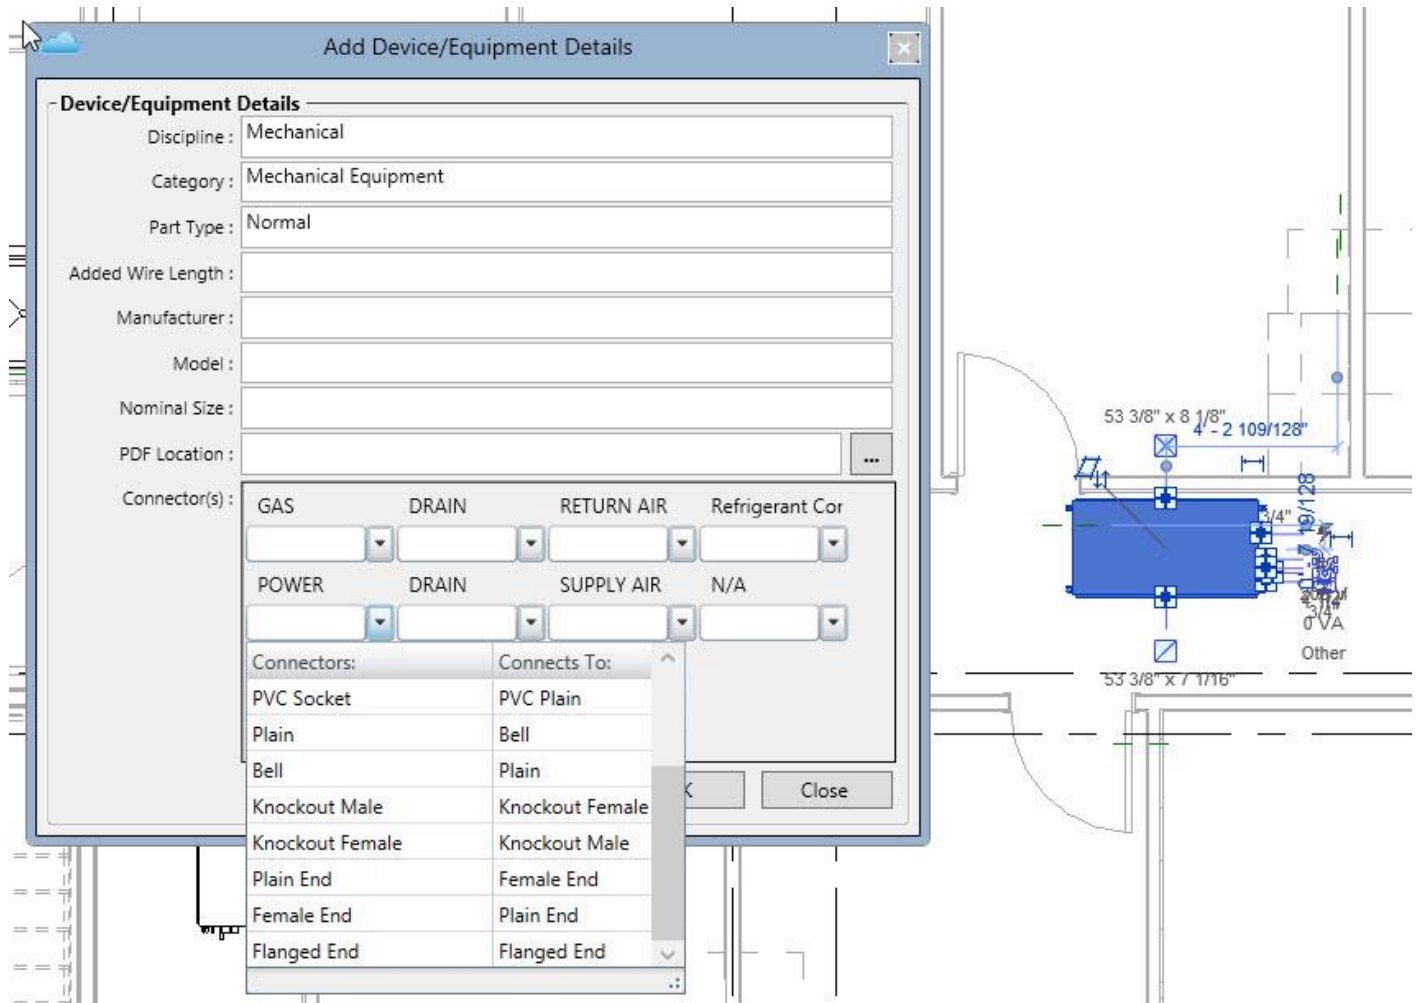 Add Device/Equipment Details
Device/Equipment Details
Discipline : Mechanical
Category : Mechanical Equipment
Part Type : Normal
Added Wire Length :
Manufacturer :
Model :
Nominal Size :
PDF Location : ...
Connector(s) :
GAS DRAIN RETURN AIR Refrigerant Cor
POWER DRAIN SUPPLY AIR N/A
Connectors: Connects To:
PVC Socket PVC Plain
Plain Bell
Bell Plain
Knockout Male Knockout Female
Knockout Female Knockout Male
Plain End Female End
Female End Plain End
Flanged End Flanged End
Close
53 3/8" x 8 1/8"
4' - 2 109/128"
3/4"
3/4"
0 VA
Other
53 3/8" x 7 1/16"